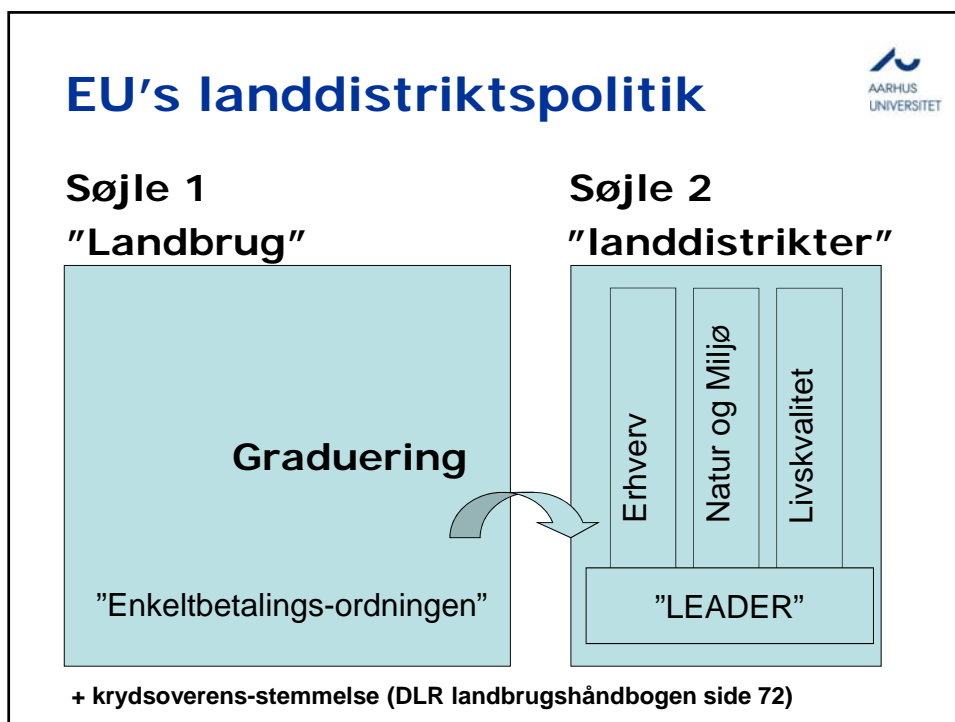 EU's landdistriktspolitik
AARHUS
UNIVERSITET
Søjle 1
"Landbrug"
Søjle 2
"landdistrikter"
Graduering
"Enkeltbetalings-ordningen"
Erhverv
Natur og Miljø
Livskvalitet
"LEADER"
+ krydsoverens-stemmelse (DLR landbrugshåndbogen side 72)